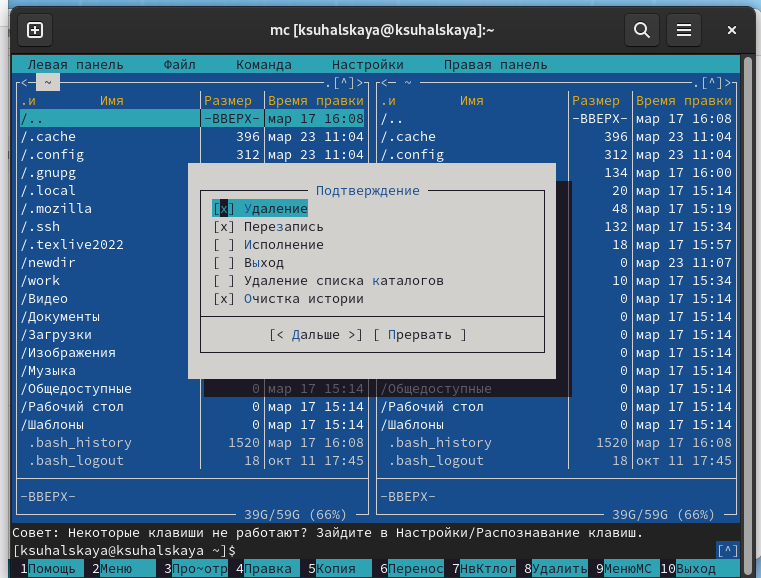 mc [ksuhalskaya@ksuhalskaya]:~
Левая панель Файл Команда Настройки Правая панель
<─ ~ .[^]> <─ ~ .[^]>
.и Имя Размер Время правки .и Имя Размер Время правки
/.. -ВВЕРХ- мар 17 16:08 /.. -ВВЕРХ- мар 17 16:08
/.cache 396 мар 23 11:04 /.cache 396 мар 23 11:04
/.config 312 мар 23 11:04 /.config 312 мар 23 11:04
/.gnupg 134 мар 17 16:00
/.local 20 мар 17 15:14
/.mozilla 48 мар 17 15:19
/.ssh 132 мар 17 15:34
/.texlive2022 18 мар 17 15:57
/newdir 0 мар 23 11:07
/work 10 мар 17 15:34
/Видео 0 мар 17 15:14
/Документы 0 мар 17 15:14
/Загрузки 0 мар 17 15:14
/Изображения 0 мар 17 15:14
/Музыка 0 мар 17 15:14
Подтверждение
[x] Удаление
[x] Перезапись
[ ] Исполнение
[ ] Выход
[ ] Удаление списка каталогов
[x] Очистка истории
[< Дальше >] [ Прервать ]
/Общедоступные 0 мар 17 15:14 /Общедоступные 0 мар 17 15:14
/Рабочий стол 0 мар 17 15:14 /Рабочий стол 0 мар 17 15:14
/Шаблоны 0 мар 17 15:14 /Шаблоны 0 мар 17 15:14
.bash_history 1520 мар 17 16:08 .bash_history 1520 мар 17 16:08
.bash_logout 18 окт 11 17:45 .bash_logout 18 окт 11 17:45
-ВВЕРХ- -ВВЕРХ-
39G/59G (66%) 39G/59G (66%)
Совет: Некоторые клавиши не работают? Зайдите в Настройки/Распознавание клавиш.
[ksuhalskaya@ksuhalskaya ~]$ [^]
1Помощь 2Меню 3Про~отр 4Правка 5Копия 6Перенос 7НвКтлог 8Удалить 9МенюMC 10Выход